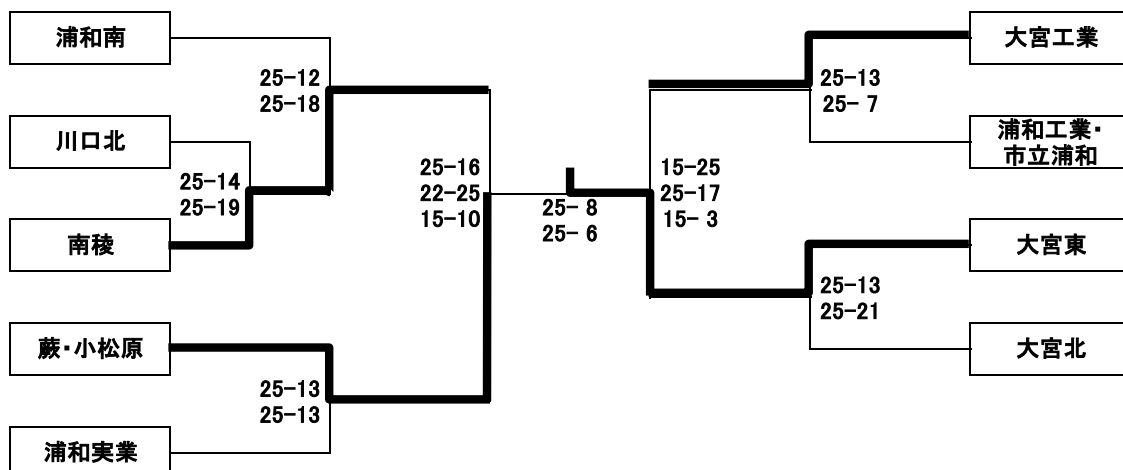 浦和南
25-12
25-18
川口北
25-14
25-19
南稜
25-16
22-25
15-10
蕨・小松原
25-13
25-13
浦和実業
25- 8
25- 6
大宮工業
25-13
25- 7
浦和工業・
市立浦和
15-25
25-17
15- 3
大宮東
25-13
25-21
大宮北